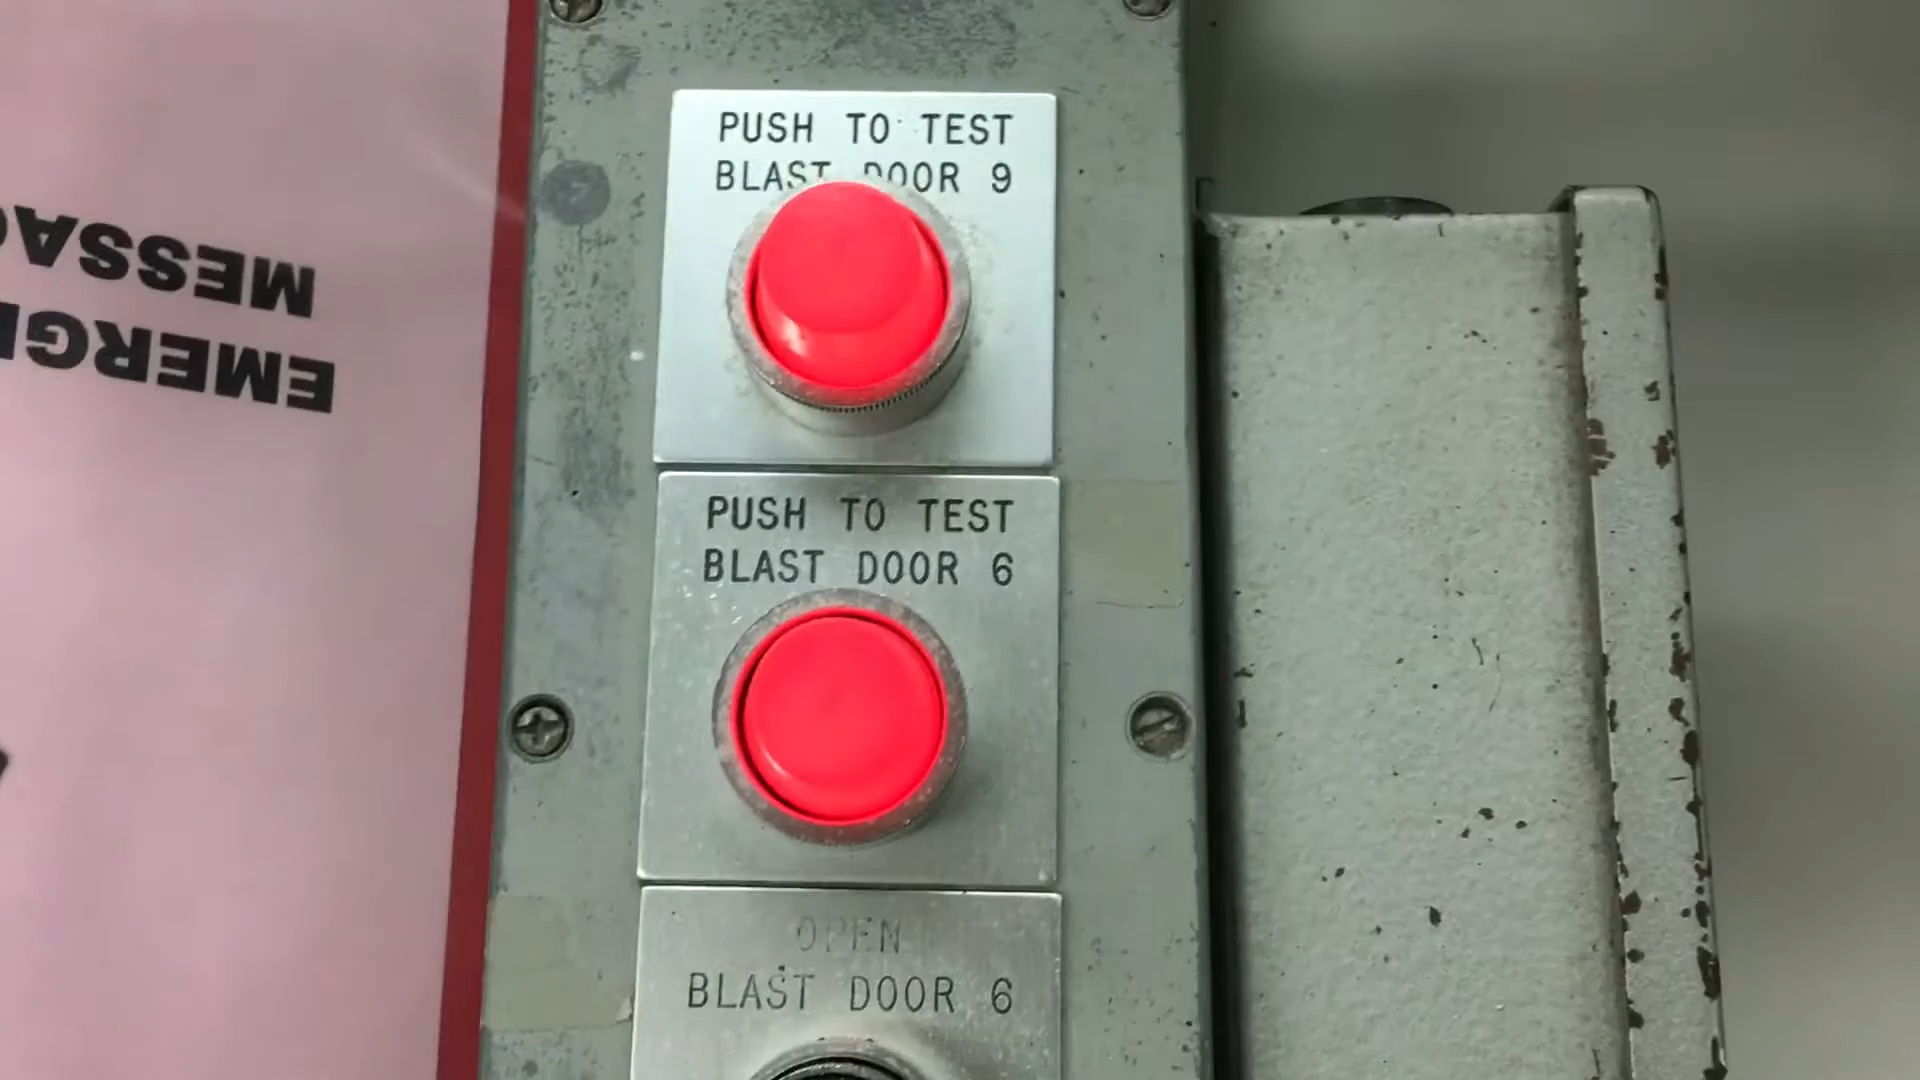 PUSH TO TEST
BLAST DOOR 9
PUSH TO TEST
BLAST DOOR 6
OPEN
BLAST DOOR 6